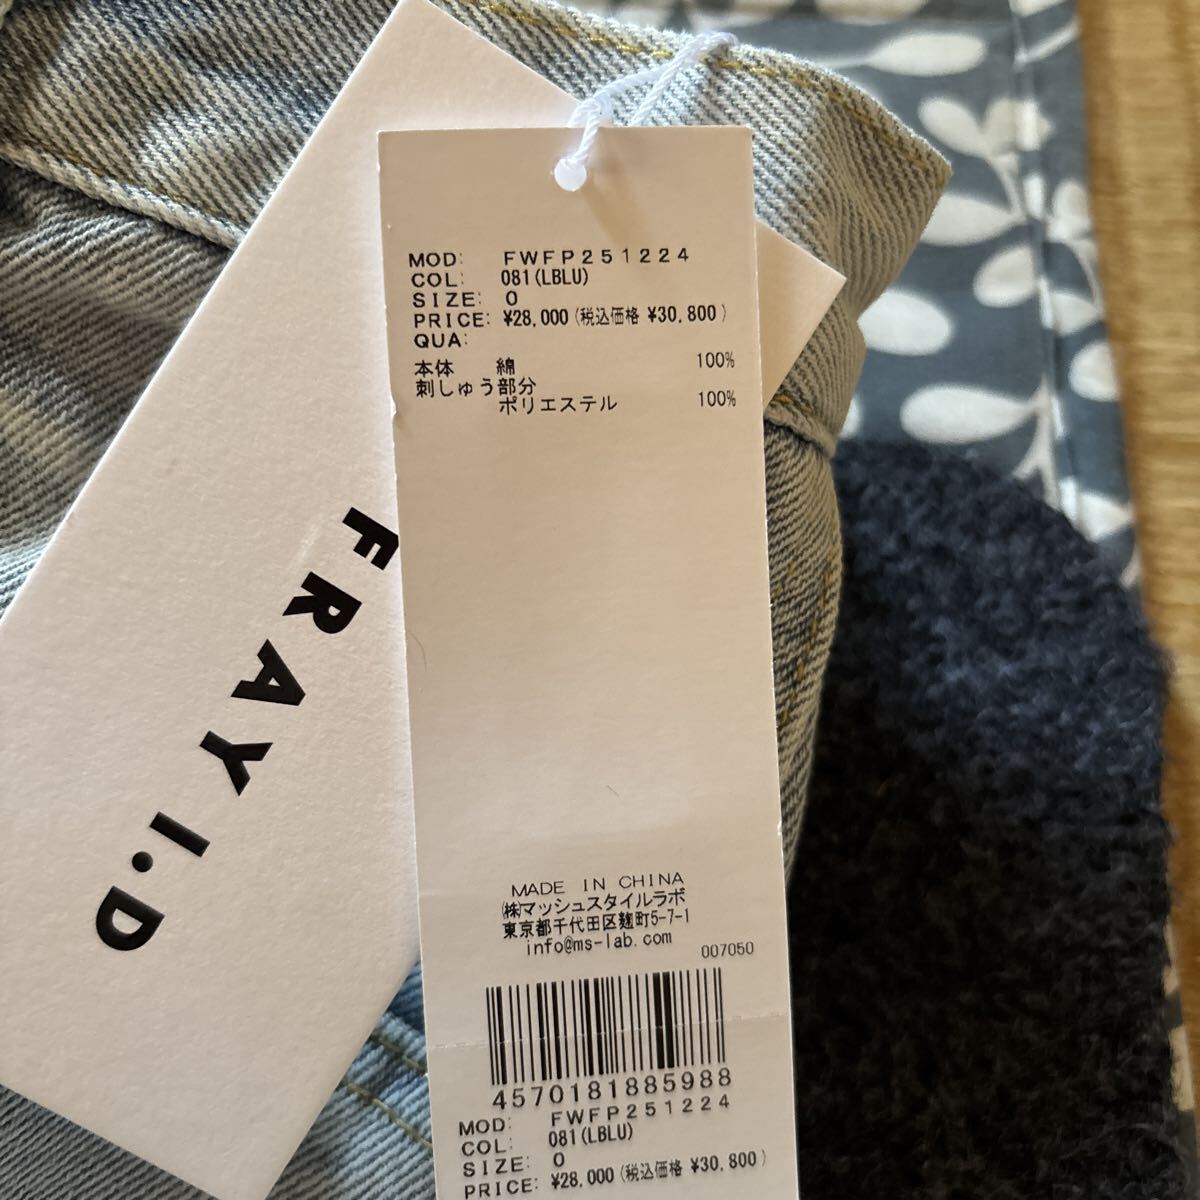 FRAY I.D
MOD: FWFP251224
COL: 081(LBLU)
SIZE: 0
PRICE: ¥28,000(税込価格 ¥30,800)
QUA:
本体 綿 100%
刺しゅう部分
ポリエステル 100%
MADE IN CHINA
㈱マッシュスタイルラボ
東京都千代田区麹町5-7-1
info@ms-lab.com
007050
4570181885988
MOD: FWFP251224
COL: 081(LBLU)
SIZE: 0
PRICE: ¥28,000(税込価格 ¥30,800)